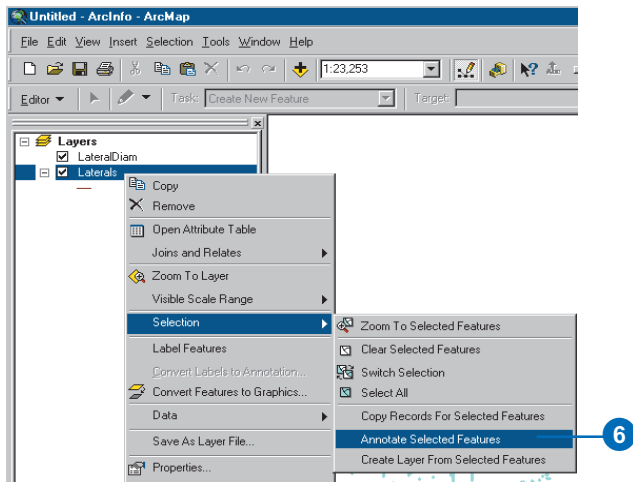 Untitled - ArcInfo - ArcMap
File Edit View Insert Selection Tools Window Help
1:23,253
Editor Task: Create New Feature Target:
Layers
LateralDiam
Laterals
Copy
Remove
Open Attribute Table
Joins and Relates
Zoom To Layer
Visible Scale Range
Selection
Label Features
Convert Labels to Annotation...
Convert Features to Graphics...
Data
Save As Layer File...
Properties...
Zoom To Selected Features
Clear Selected Features
Switch Selection
Select All
Copy Records For Selected Features
Annotate Selected Features
Create Layer From Selected Features
6